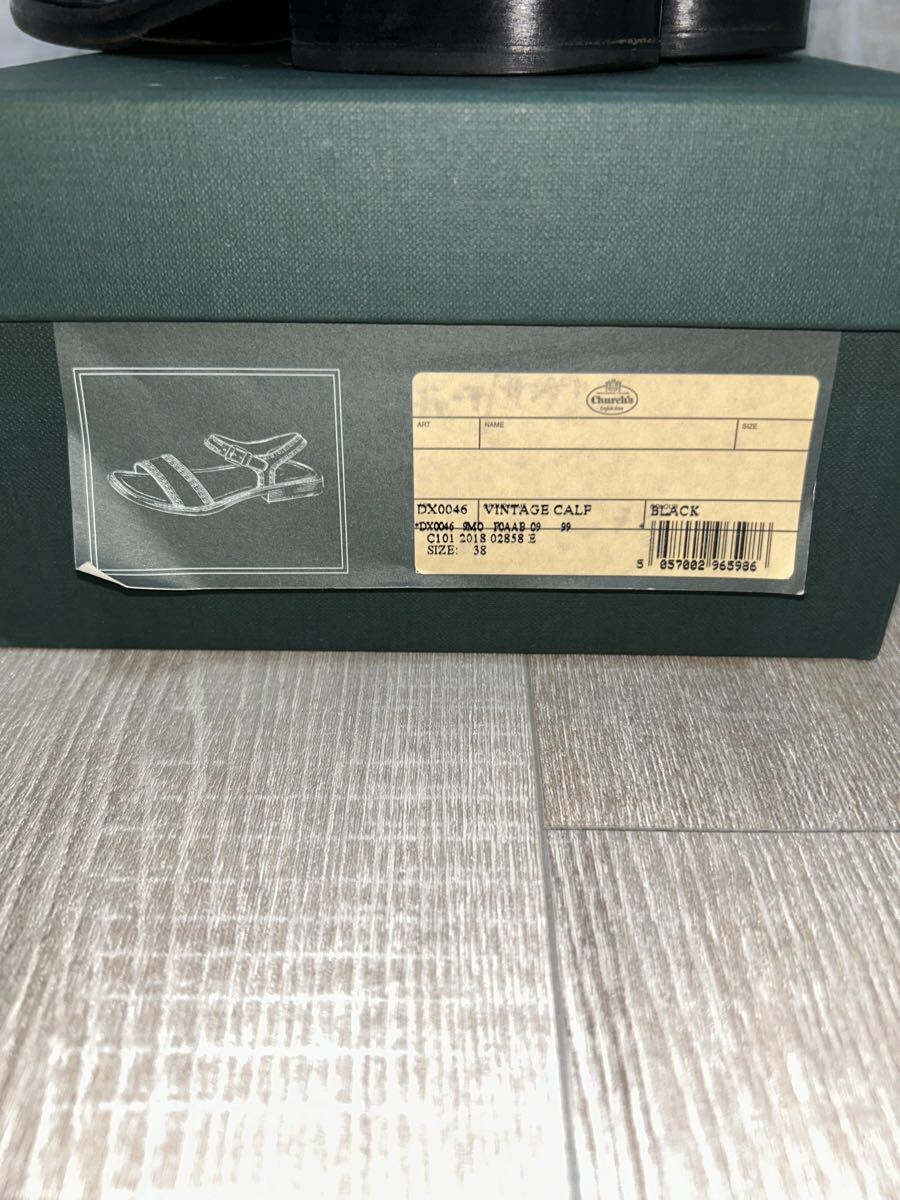 Church's
English shoes
ART NAME SIZE
DX0046 VINTAGE CALF BLACK
*DX0046 9MO F0AAB 09 99 *
C101 2018 02858 E
SIZE: 38
5 057002 965986